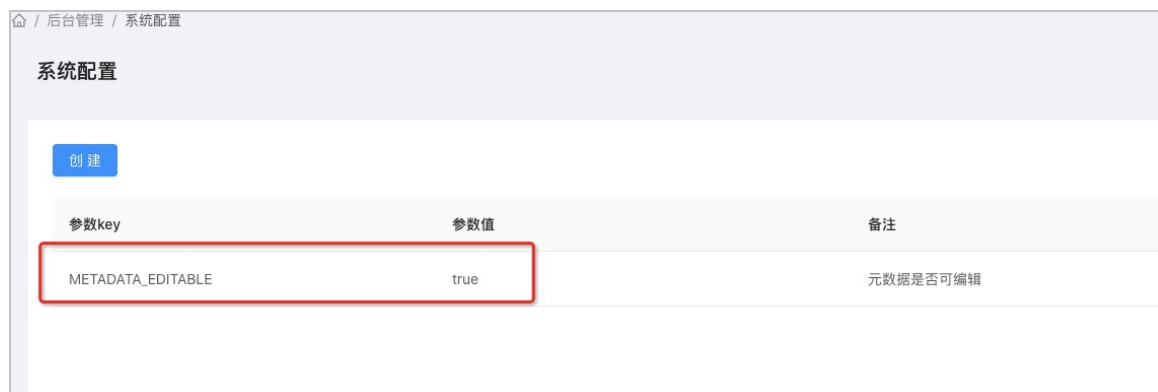 / 后台管理 / 系统配置
系统配置
创 建
参数key 参数值 备注
METADATA_EDITABLE true 元数据是否可编辑